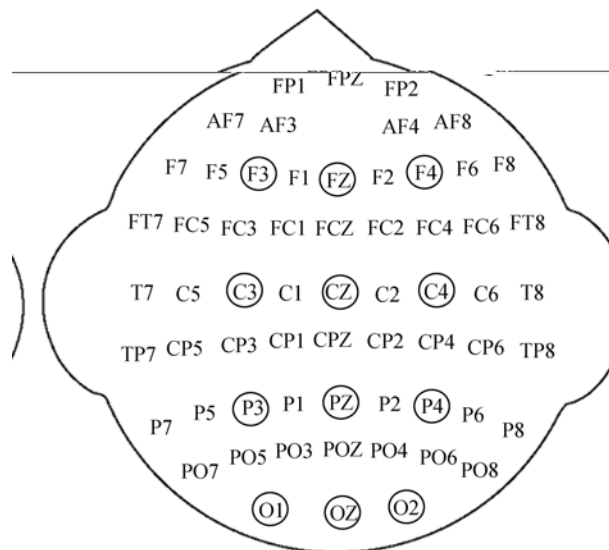 FP1 FPZ FP2
AF7 AF3 AF4 AF8
F7 F5 F3 F1 FZ F2 F4 F6 F8
FT7 FC5 FC3 FC1 FCZ FC2 FC4 FC6 FT8
T7 C5 C3 C1 CZ C2 C4 C6 T8
TP7 CP5 CP3 CP1 CPZ CP2 CP4 CP6 TP8
P7 P5 P3 P1 PZ P2 P4 P6 P8
PO7 PO5 PO3 POZ PO4 PO6 PO8
O1 OZ O2